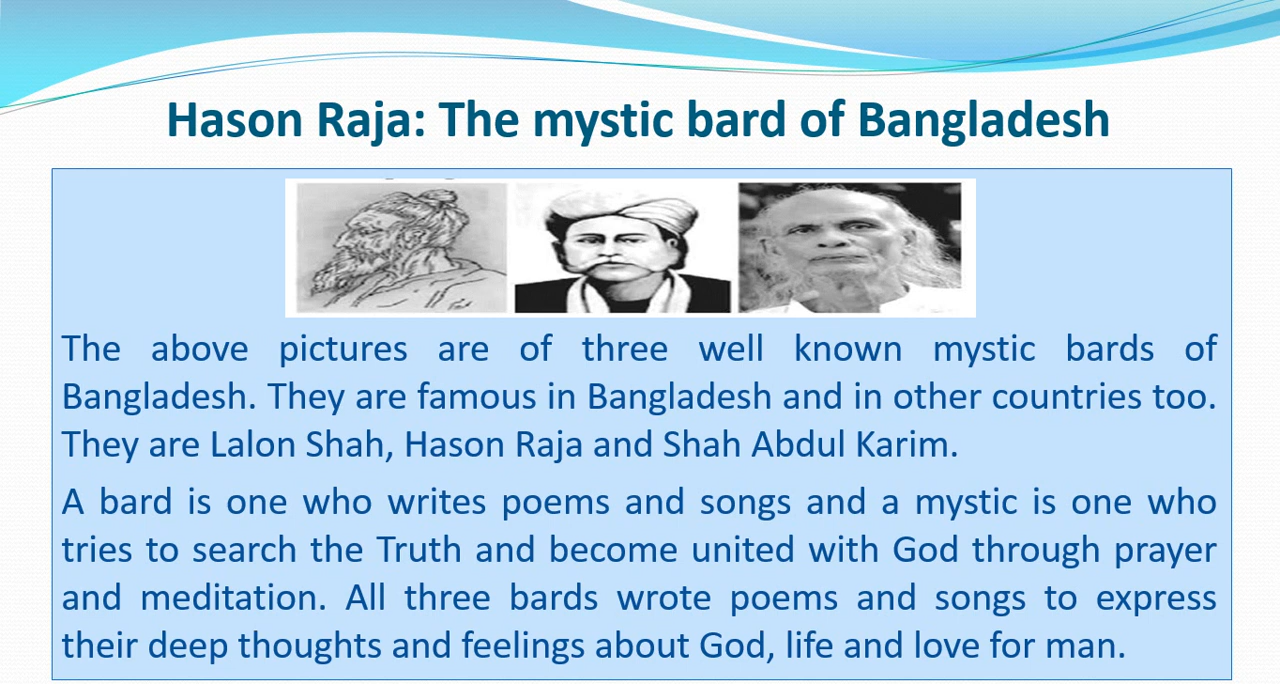 Hason Raja: The mystic bard of Bangladesh
The above pictures are of three well known mystic bards of
Bangladesh. They are famous in Bangladesh and in other countries too.
They are Lalon Shah, Hason Raja and Shah Abdul Karim.
A bard is one who writes poems and songs and a mystic is one who
tries to search the Truth and become united with God through prayer
and meditation. All three bards wrote poems and songs to express
their deep thoughts and feelings about God, life and love for man.